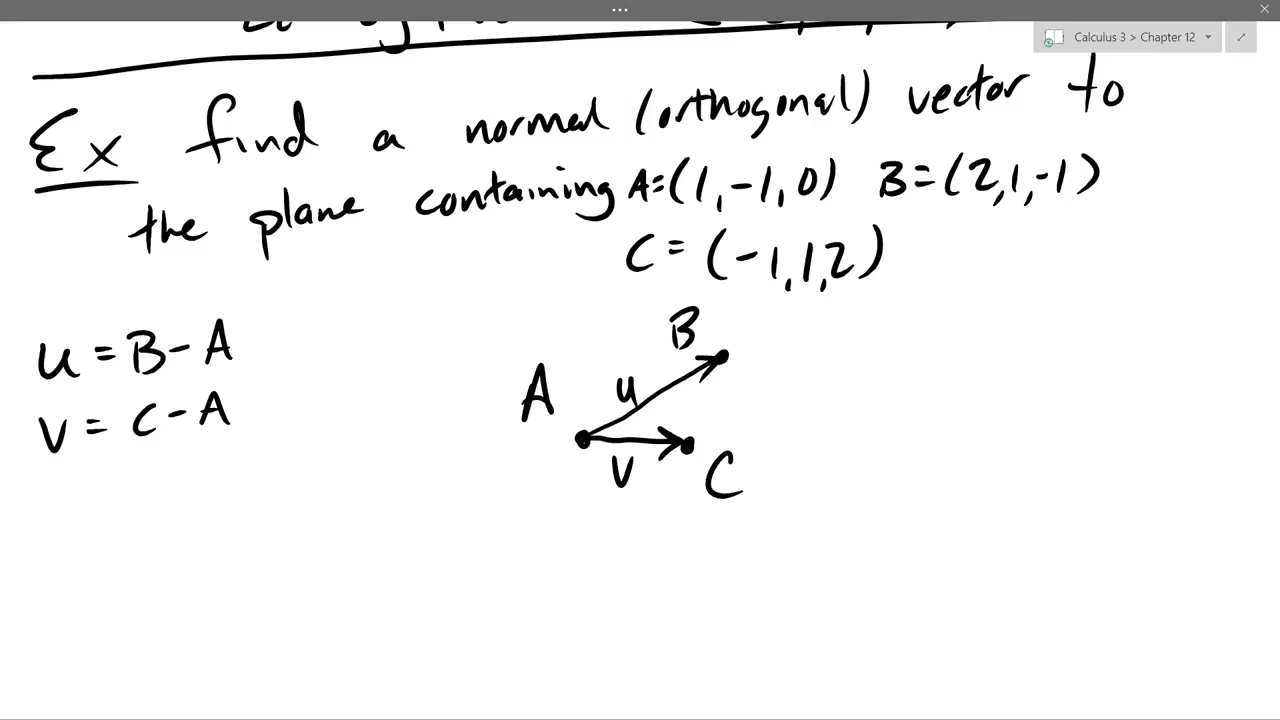 Calculus 3 > Chapter 12
Ex find a normal (orthogonal) vector to
the plane containing A=(1,-1,0) B=(2,1,-1)
C=(-1,1,2)
u=B-A
v=C-A
B
A
u
v
C